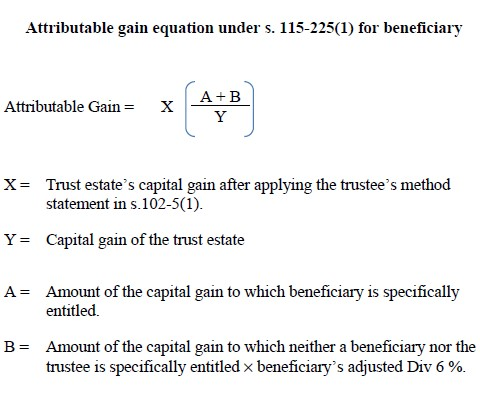 Attributable gain equation under s. 115-225(1) for beneficiary
Attributable Gain = X ( A + B
Y )
X = Trust estate’s capital gain after applying the trustee’s method
statement in s.102-5(1).
Y = Capital gain of the trust estate
A = Amount of the capital gain to which beneficiary is specifically
entitled.
B = Amount of the capital gain to which neither a beneficiary nor the
trustee is specifically entitled × beneficiary’s adjusted Div 6 %.